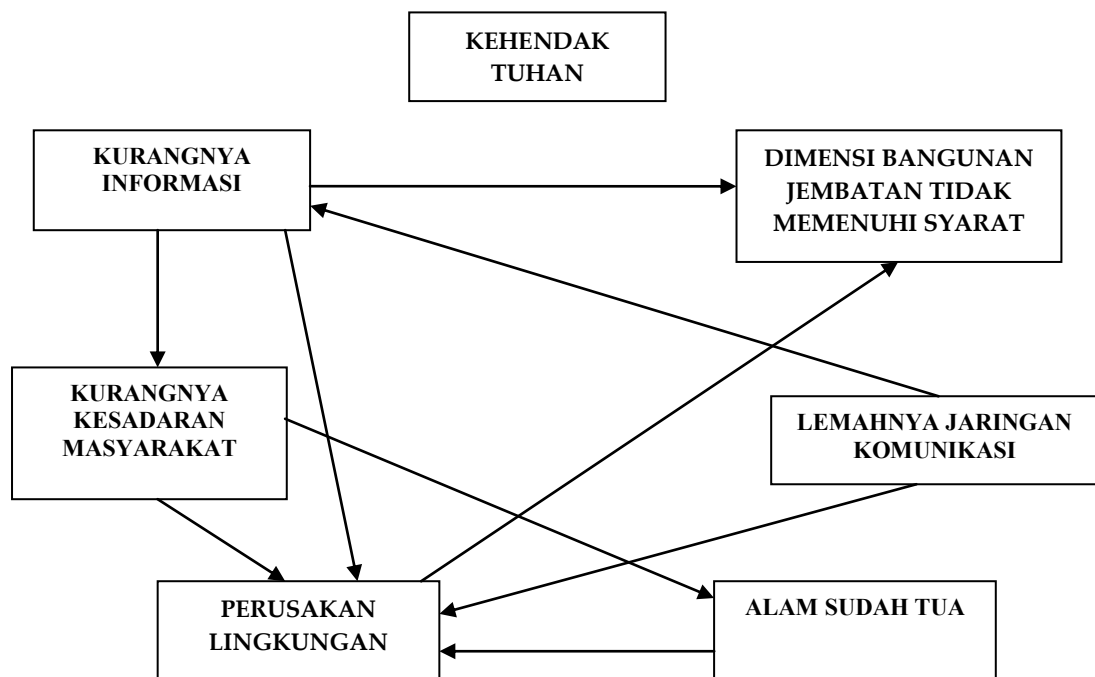 KEHENDAK
TUHAN
KURANGNYA
INFORMASI
DIMENSI BANGUNAN
JEMBATAN TIDAK
MEMENUHI SYARAT
KURANGNYA
KESADARAN
MASYARAKAT
LEMAHNYA JARINGAN
KOMUNIKASI
PERUSAKAN
LINGKUNGAN
ALAM SUDAH TUA